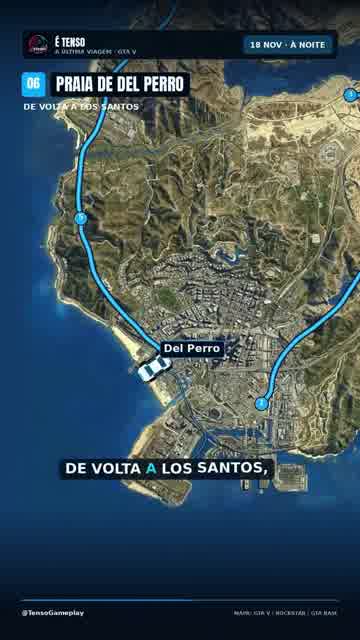 É TENSO
A ÚLTIMA VIAGEM · GTA V
18 NOV · À NOITE
06 PRAIA DE DEL PERRO
DE VOLTA A LOS SANTOS
5
Del Perro
DE VOLTA A LOS SANTOS,
@TensoGameplay
MAPA: GTA V / ROCKSTAR | GTA BASE